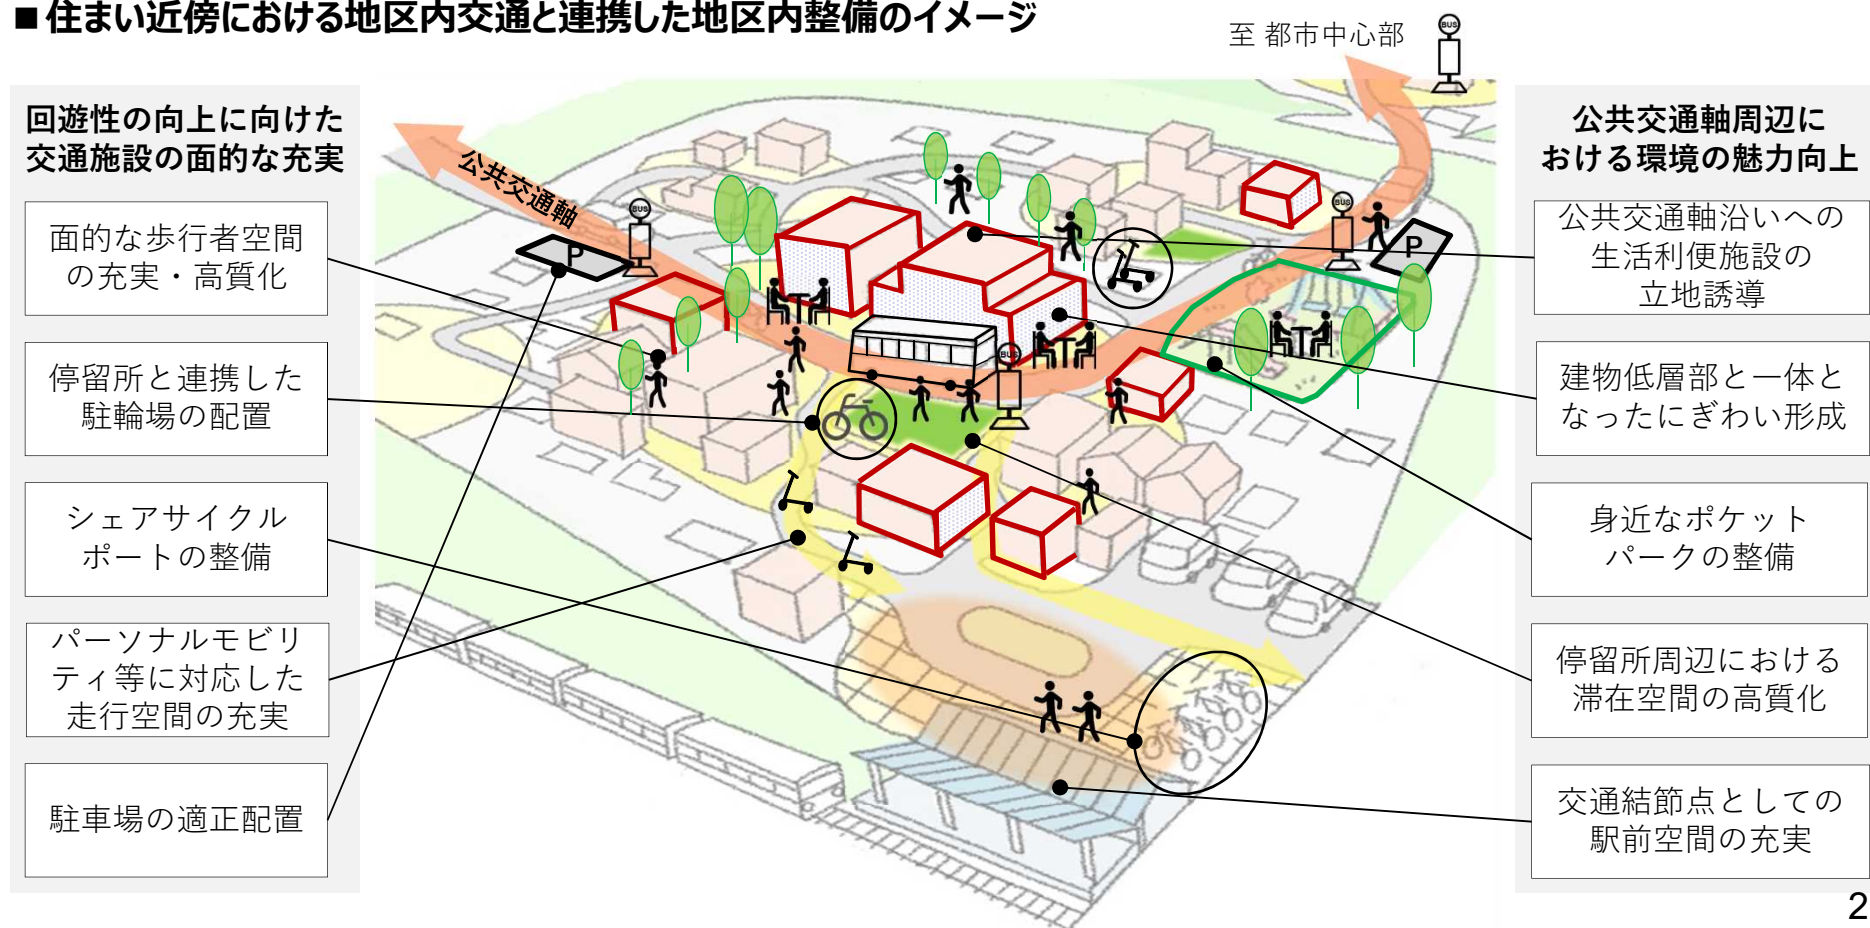 ■住まい近傍における地区内交通と連携した地区内整備のイメージ
至 都市中心部
BUS
回遊性の向上に向けた
交通施設の面的な充実
面的な歩行者空間
の充実・高質化
停留所と連携した
駐輪場の配置
シェアサイクル
ポートの整備
パーソナルモビリ
ティ等に対応した
走行空間の充実
駐車場の適正配置
公共交通軸
BUS
P
BUS
P
BUS
公共交通軸周辺に
おける環境の魅力向上
公共交通軸沿いへの
生活利便施設の
立地誘導
建物低層部と一体と
なったにぎわい形成
身近なポケット
パークの整備
停留所周辺における
滞在空間の高質化
交通結節点としての
駅前空間の充実
2